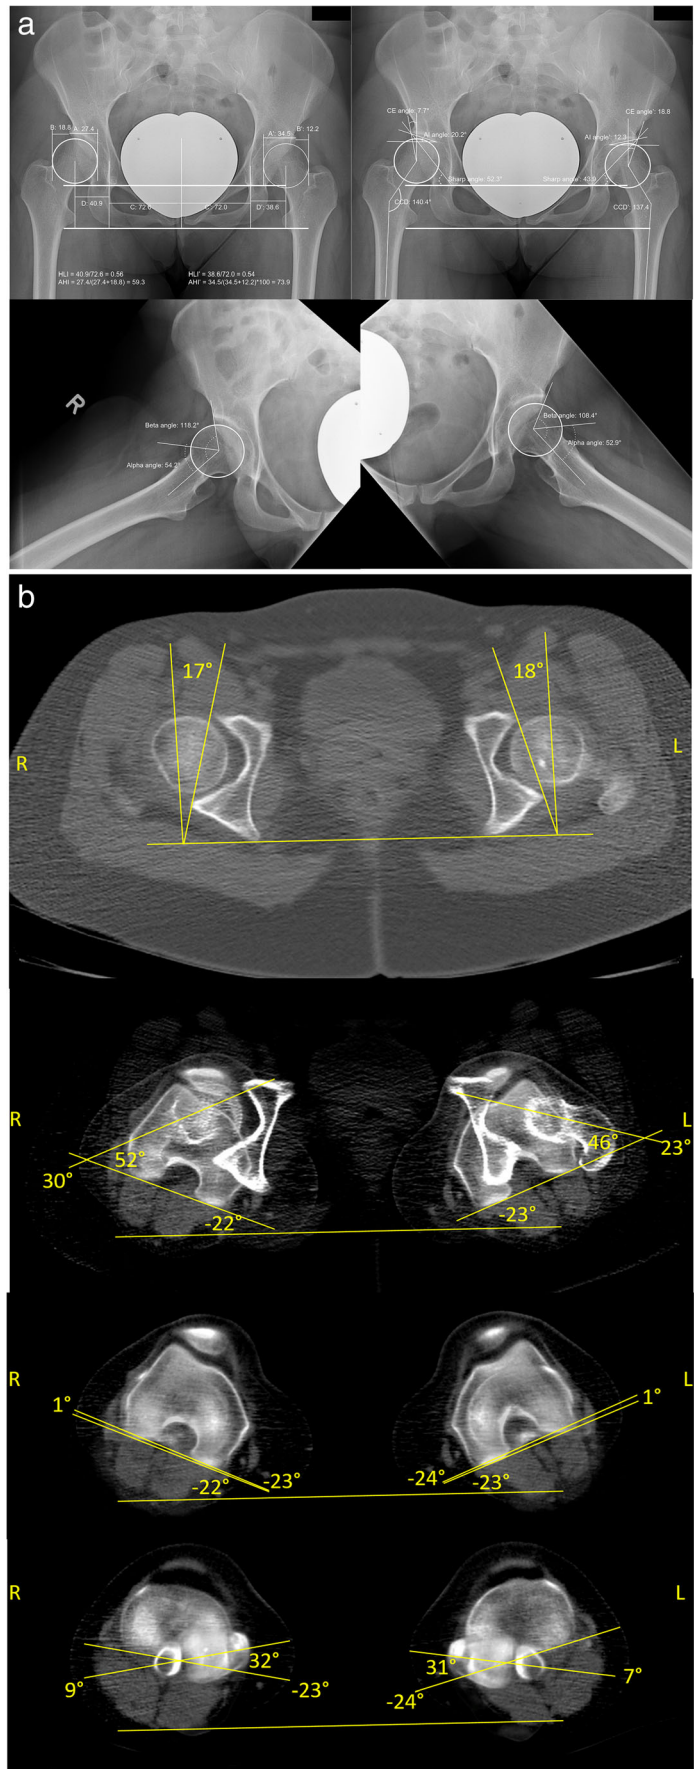 a
B: 18.8
A: 27.4
A': 34.5
B': 12.2
D: 40.9
C: 72.6
C': 72.0
D': 38.6
HLI = 40.9/72.6 = 0.56
AHI = 27.4/(27.4+18.8) = 59.3
HLI' = 38.6/72.0 = 0.54
AHI' = 34.5/(34.5+12.2)*100 = 73.9
CE angle: 7.7°
CE angle': 18.8
AI angle: 20.2°
AI angle': 12.3
Sharp angle: 52.3°
Sharp angle': 43.9
CCD: 140.4°
CCD': 137.4
R
Beta angle: 118.2°
Alpha angle: 54.2°
Beta angle: 108.4°
Alpha angle: 52.9°
b
17°
18°
R
L
R
L
52°
46°
30°
23°
-22°
-23°
R
L
1°
1°
-22°
-23°
-24°
-23°
R
L
32°
31°
9°
-23°
-24°
7°